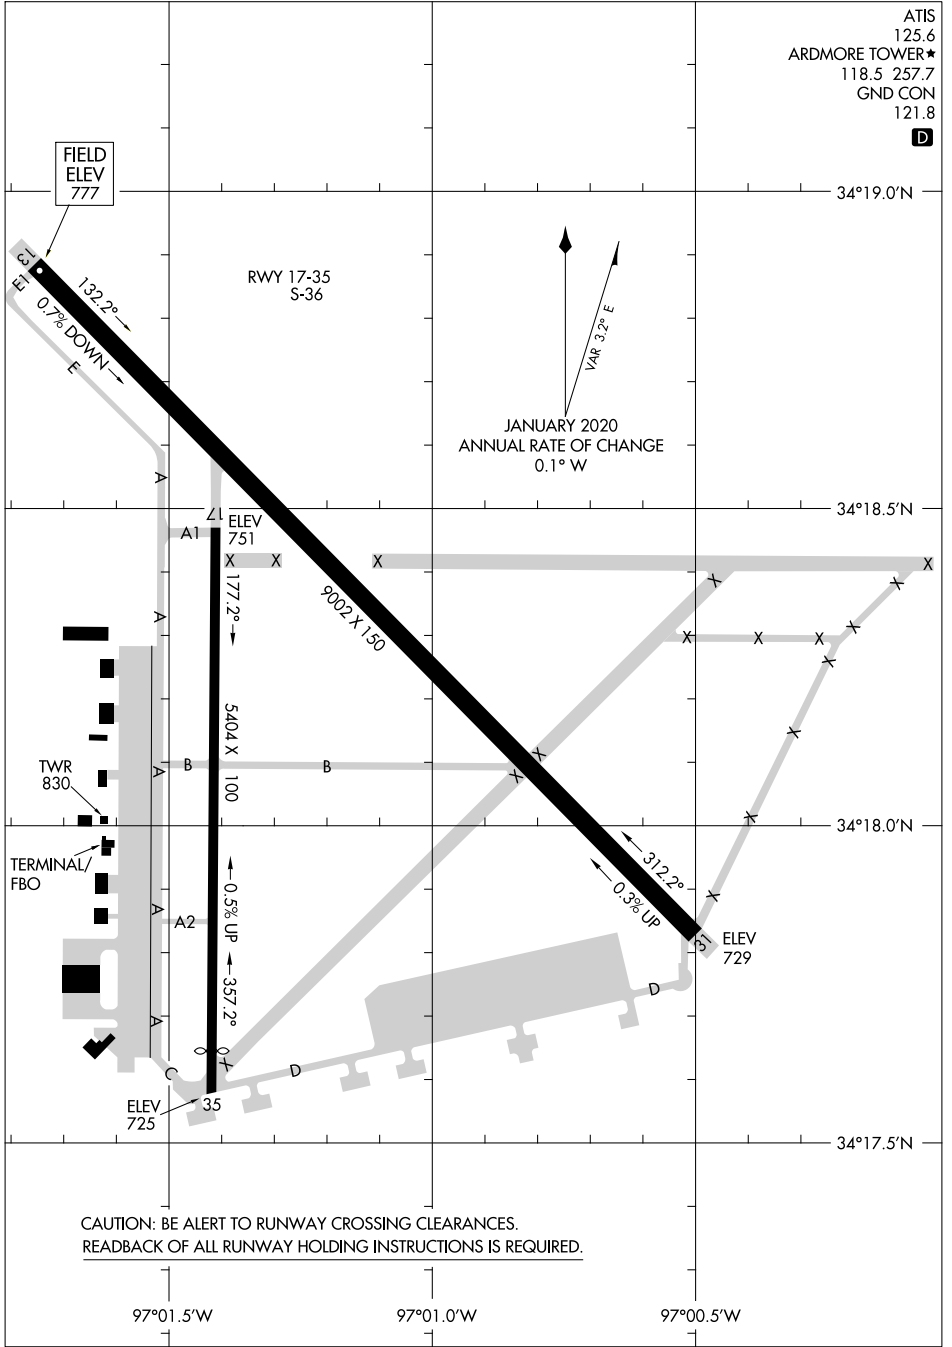 ATIS
125.6
ARDMORE TOWER★
118.5 257.7
GND CON
121.8
D
FIELD
ELEV
777
34°19.0'N
13
E1
132.2°
0.7% DOWN
E
RWY 17-35
S-36
VAR 3.2° E
JANUARY 2020
ANNUAL RATE OF CHANGE
0.1° W
A
34°18.5'N
17
ELEV
751
A1
X X X X
177.2°
9002 X 150
X
X
A
X X X
X
X
5404 X 100
X
B
B
A
X
X
TWR
830
X
34°18.0'N
TERMINAL/
FBO
312.2°
0.3% UP
X
A
A2
0.5% UP
31
ELEV
729
357.2°
D
A
X
C
D
ELEV
725
35
34°17.5'N
CAUTION: BE ALERT TO RUNWAY CROSSING CLEARANCES.
READBACK OF ALL RUNWAY HOLDING INSTRUCTIONS IS REQUIRED.
97°01.5'W
97°01.0'W
97°00.5'W